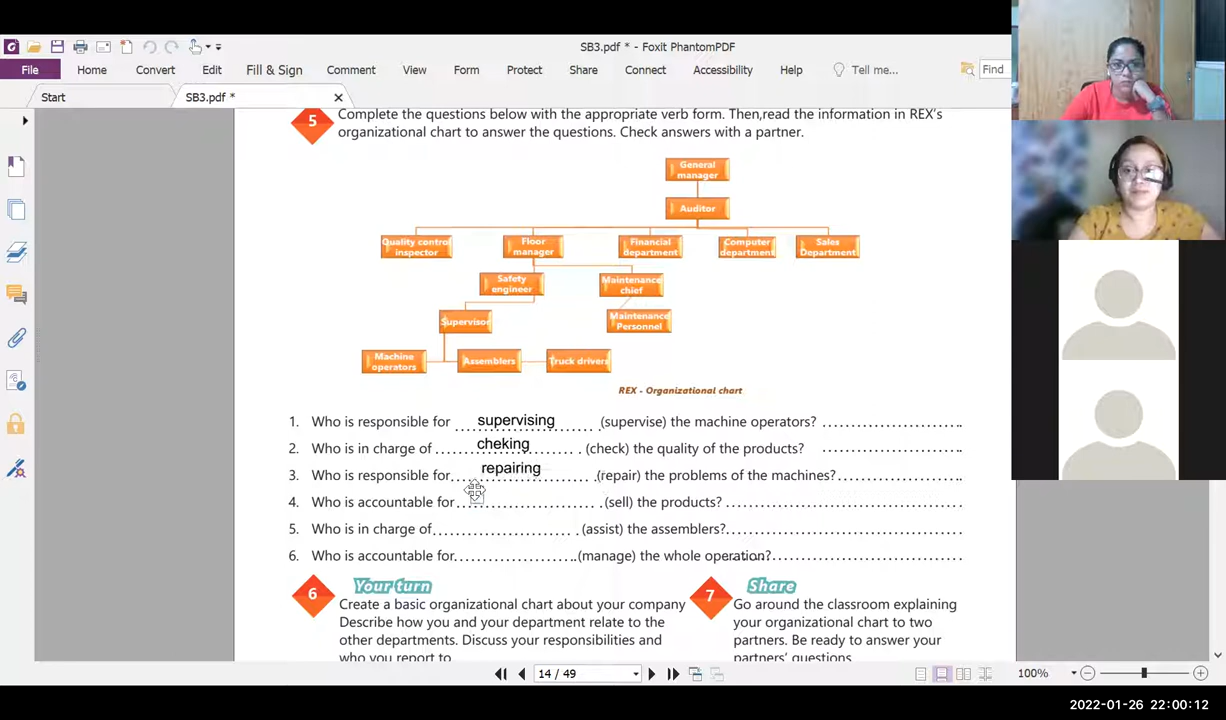 SB3.pdf * - Foxit PhantomPDF
File Home Convert Edit Fill & Sign Comment View Form Protect Share Connect Accessibility Help Tell me... Find
Start SB3.pdf *
5 Complete the questions below with the appropriate verb form. Then,read the information in REX's
organizational chart to answer the questions. Check answers with a partner.
General
manager
Auditor
Quality control
inspector
Floor
manager
Financial
department
Computer
department
Sales
Department
Safety
engineer
Maintenance
chief
Supervisor
Maintenance
Personnel
Machine
operators
Assemblers
Truck drivers
REX - Organizational chart
1. Who is responsible for supervising (supervise) the machine operators?
2. Who is in charge of cheking (check) the quality of the products?
3. Who is responsible for repairing (repair) the problems of the machines?
4. Who is accountable for (sell) the products?
5. Who is in charge of (assist) the assemblers?
6. Who is accountable for (manage) the whole operation?
6 Your turn
Create a basic organizational chart about your company
Describe how you and your department relate to the
other departments. Discuss your responsibilities and
who you report to
7 Share
Go around the classroom explaining
your organizational chart to two
partners. Be ready to answer your
partners' questions
14 / 49 100%
2022-01-26 22:00:12